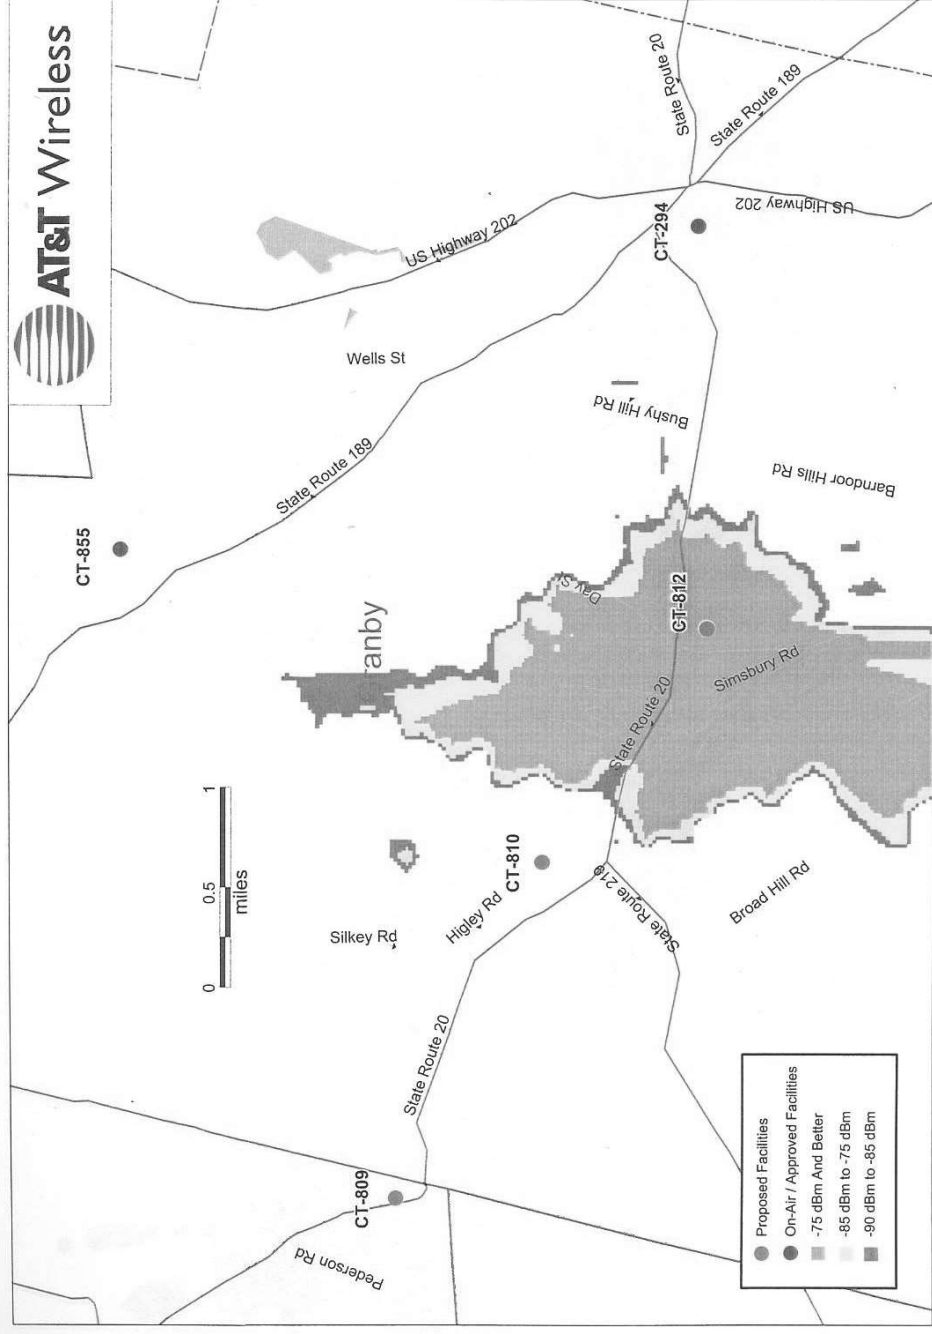 AT&T Wireless
State Route 20
State Route 189
US Highway 202
US Highway 202
CT-294
Wells St
Bushy Hill Rd
Barndoor Hills Rd
State Route 189
CT-855
Day St
CT-812
ranby
Simsbury Rd
State Route 20
0
0.5
1
miles
CT-810
Silkey Rd
Higley Rd
State Route 219
Broad Hill Rd
State Route 20
CT-809
Pederson Rd
Proposed Facilities
On-Air / Approved Facilities
-75 dBm And Better
-85 dBm to -75 dBm
-90 dBm to -85 dBm